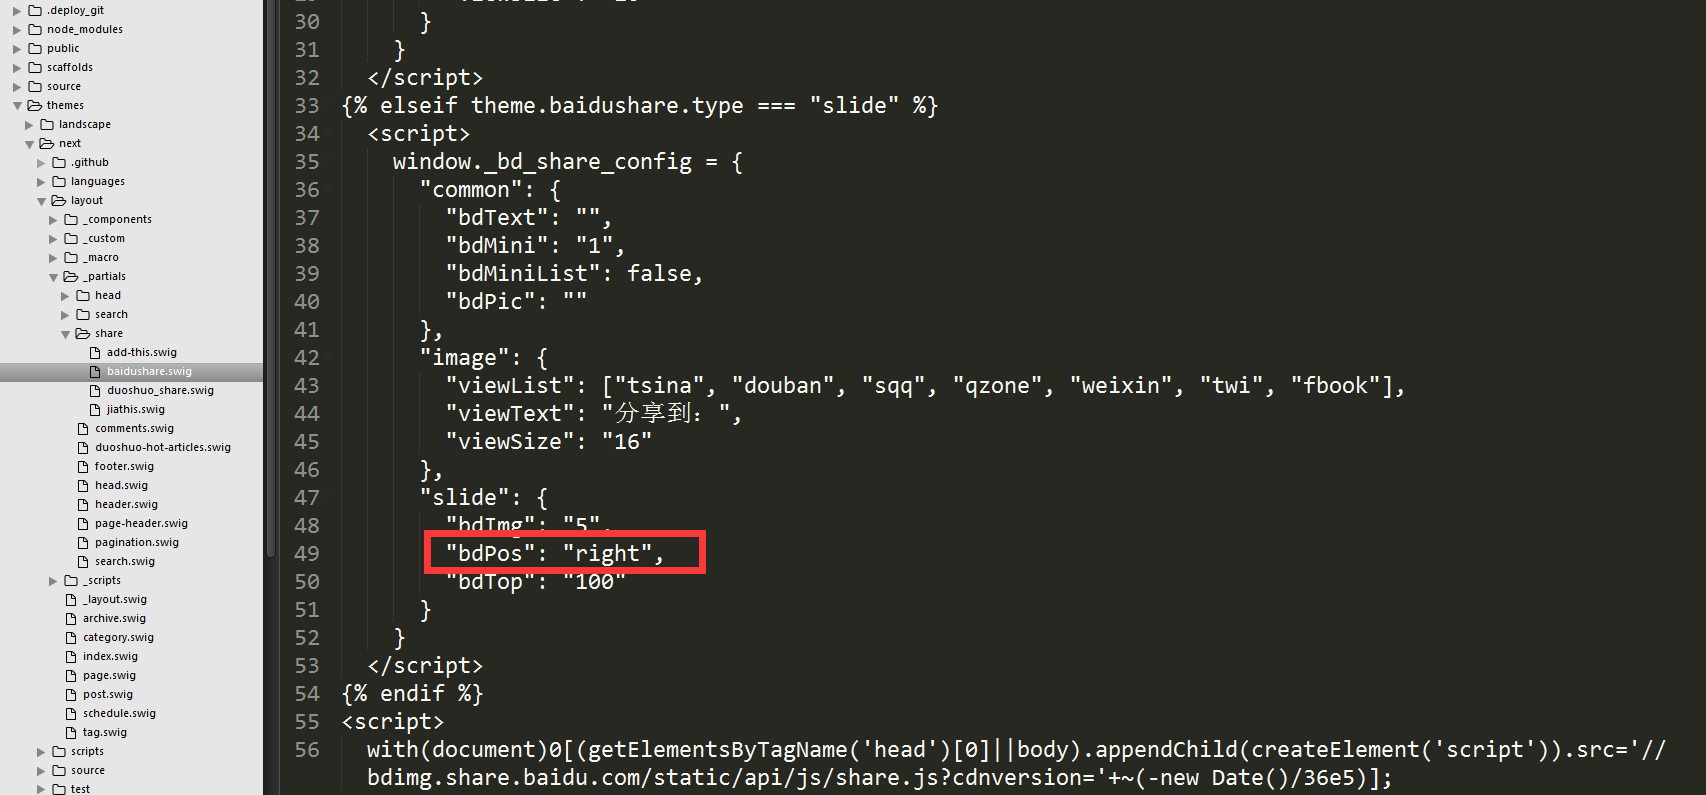 .deploy_git
node_modules
public
scaffolds
source
themes
landscape
next
.github
languages
layout
_components
_custom
_macro
_partials
head
search
share
add-this.swig
baidushare.swig
duoshuo_share.swig
jiathis.swig
comments.swig
duoshuo-hot-articles.swig
footer.swig
head.swig
header.swig
page-header.swig
pagination.swig
search.swig
_scripts
_layout.swig
archive.swig
category.swig
index.swig
page.swig
post.swig
schedule.swig
tag.swig
scripts
source
test
30 }
31 }
32 </script>
33 {% elseif theme.baidushare.type === "slide" %}
34 <script>
35 window._bd_share_config = {
36 "common": {
37 "bdText": "",
38 "bdMini": "1",
39 "bdMiniList": false,
40 "bdPic": ""
41 },
42 "image": {
43 "viewList": ["tsina", "douban", "sqq", "qzone", "weixin", "twi", "fbook"],
44 "viewText": "分享到：",
45 "viewSize": "16"
46 },
47 "slide": {
48 "bdImg": "5",
49 "bdPos": "right",
50 "bdTop": "100"
51 }
52 }
53 </script>
54 {% endif %}
55 <script>
56 with(document)0[(getElementsByTagName('head')[0]||body).appendChild(createElement('script')).src='//
bdimg.share.baidu.com/static/api/js/share.js?cdnversion='+~(-new Date()/36e5)];